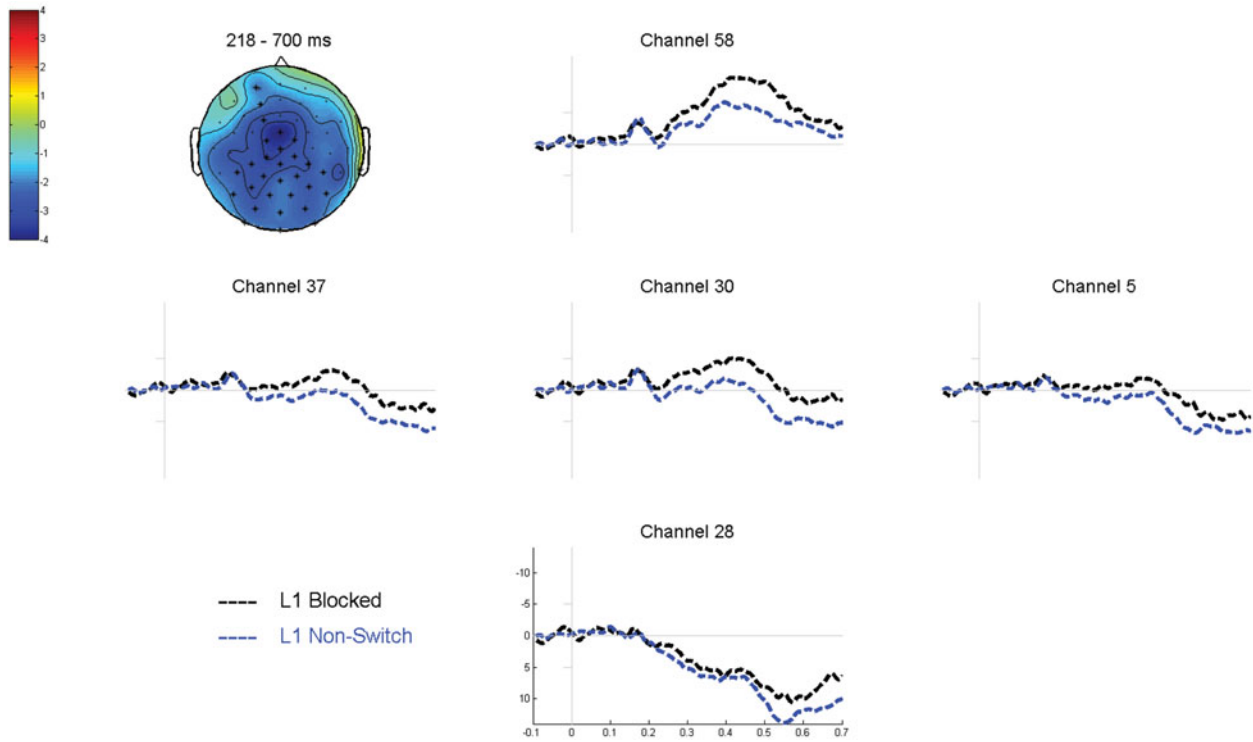 4
3
2
1
0
-1
-2
-3
-4
218 - 700 ms
Channel 58
Channel 37
Channel 30
Channel 5
Channel 28
-10
-5
0
5
10
-0.1 0 0.1 0.2 0.3 0.4 0.5 0.6 0.7
L1 Blocked
L1 Non-Switch